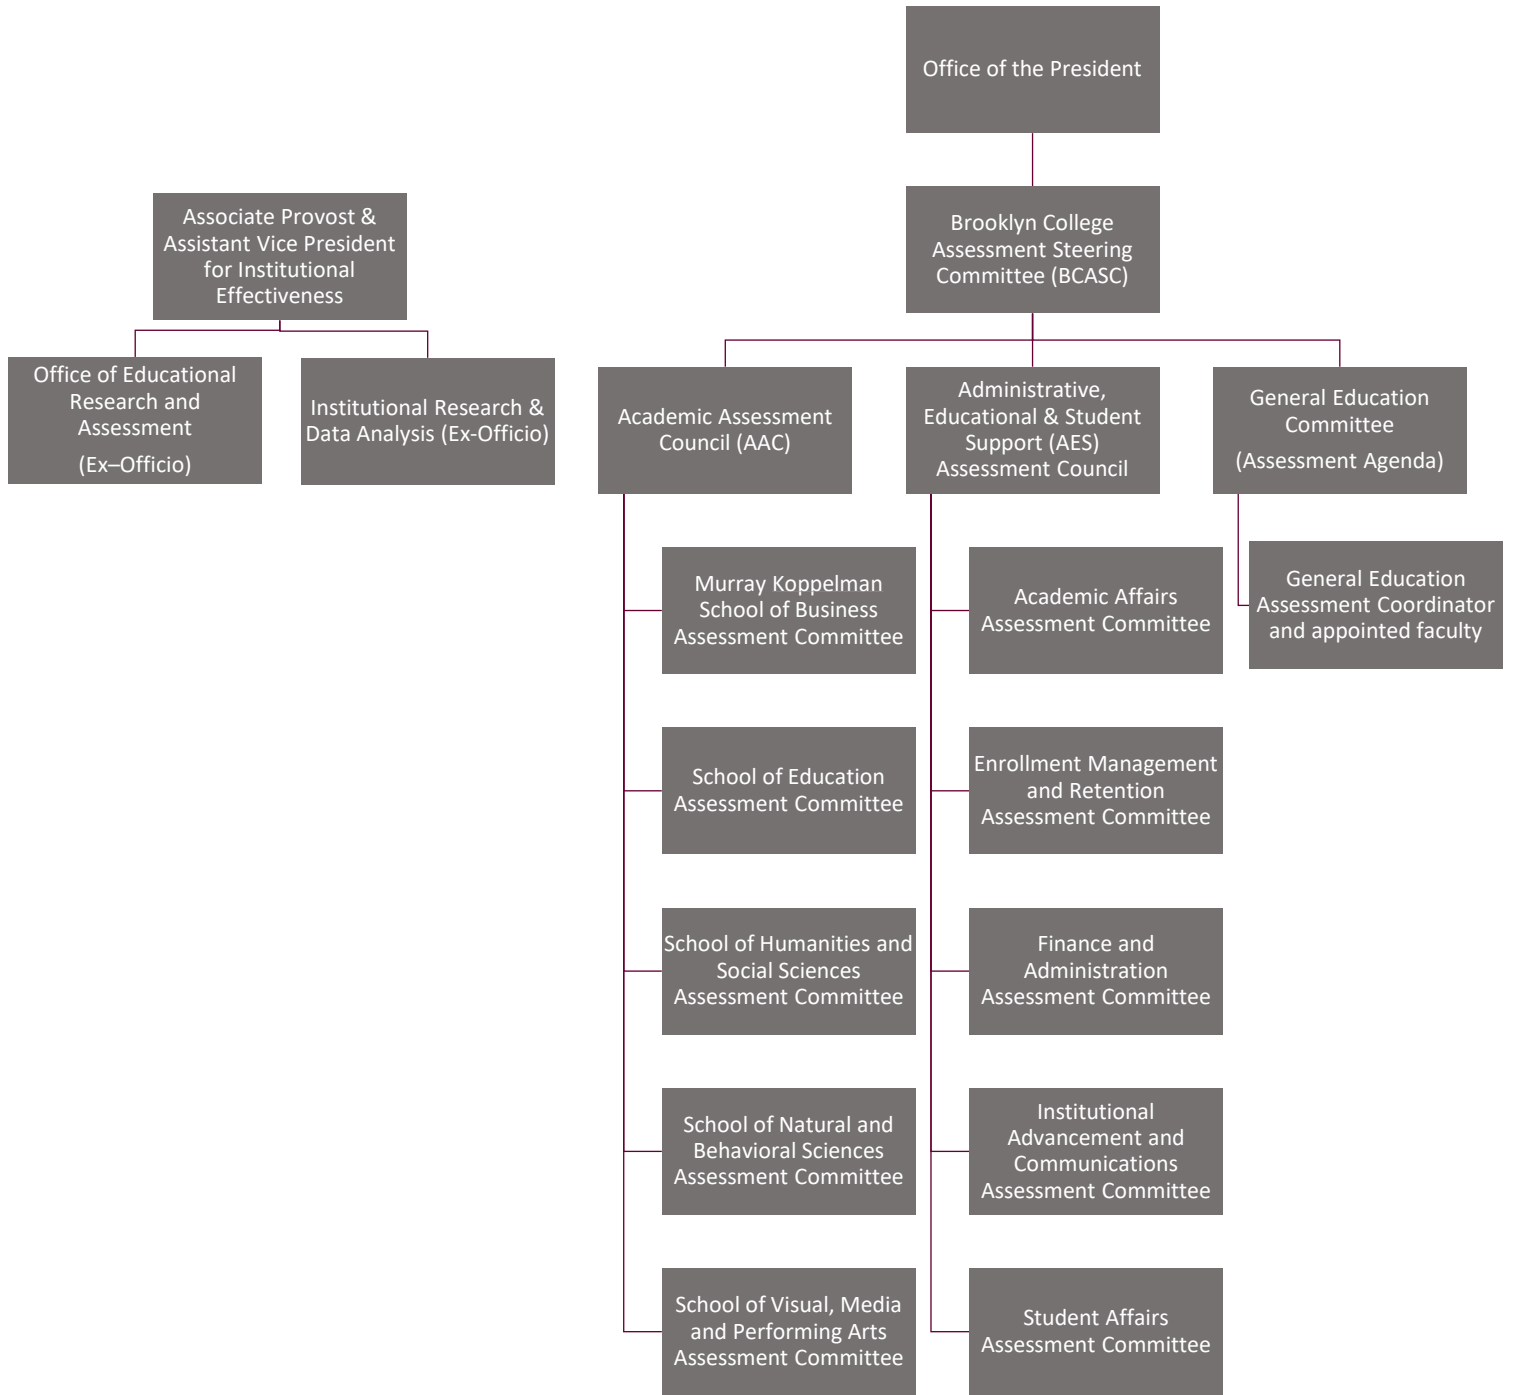 Office of the President
Associate Provost &
Assistant Vice President
for Institutional
Effectiveness
Brooklyn College
Assessment Steering
Committee (BCASC)
Office of Educational
Research and
Assessment
(Ex–Officio)
Institutional Research &
Data Analysis (Ex-Officio)
Academic Assessment
Council (AAC)
Administrative,
Educational & Student
Support (AES)
Assessment Council
General Education
Committee
(Assessment Agenda)
Murray Koppelman
School of Business
Assessment Committee
Academic Affairs
Assessment Committee
General Education
Assessment Coordinator
and appointed faculty
School of Education
Assessment Committee
Enrollment Management
and Retention
Assessment Committee
School of Humanities and
Social Sciences
Assessment Committee
Finance and
Administration
Assessment Committee
School of Natural and
Behavioral Sciences
Assessment Committee
Institutional
Advancement and
Communications
Assessment Committee
School of Visual, Media
and Performing Arts
Assessment Committee
Student Affairs
Assessment Committee